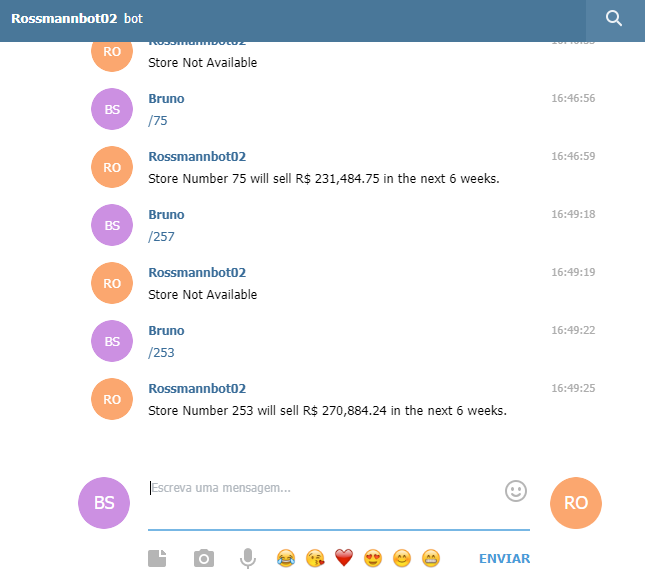 Rossmannbot02 bot
RO
Rossmannbot02
Store Not Available
BS
Bruno
16:46:56
/75
RO
Rossmannbot02
16:46:59
Store Number 75 will sell R$ 231,484.75 in the next 6 weeks.
BS
Bruno
16:49:18
/257
RO
Rossmannbot02
16:49:19
Store Not Available
BS
Bruno
16:49:22
/253
RO
Rossmannbot02
16:49:25
Store Number 253 will sell R$ 270,884.24 in the next 6 weeks.
BS
Escreva uma mensagem...
RO
ENVIAR